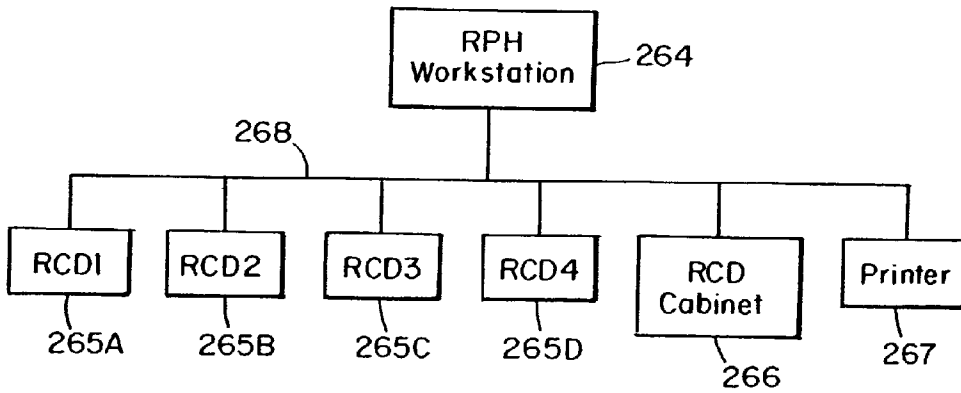 RPH
Workstation
264
268
RCD1
RCD2
RCD3
RCD4
RCD
Cabinet
Printer
265A
265B
265C
265D
266
267